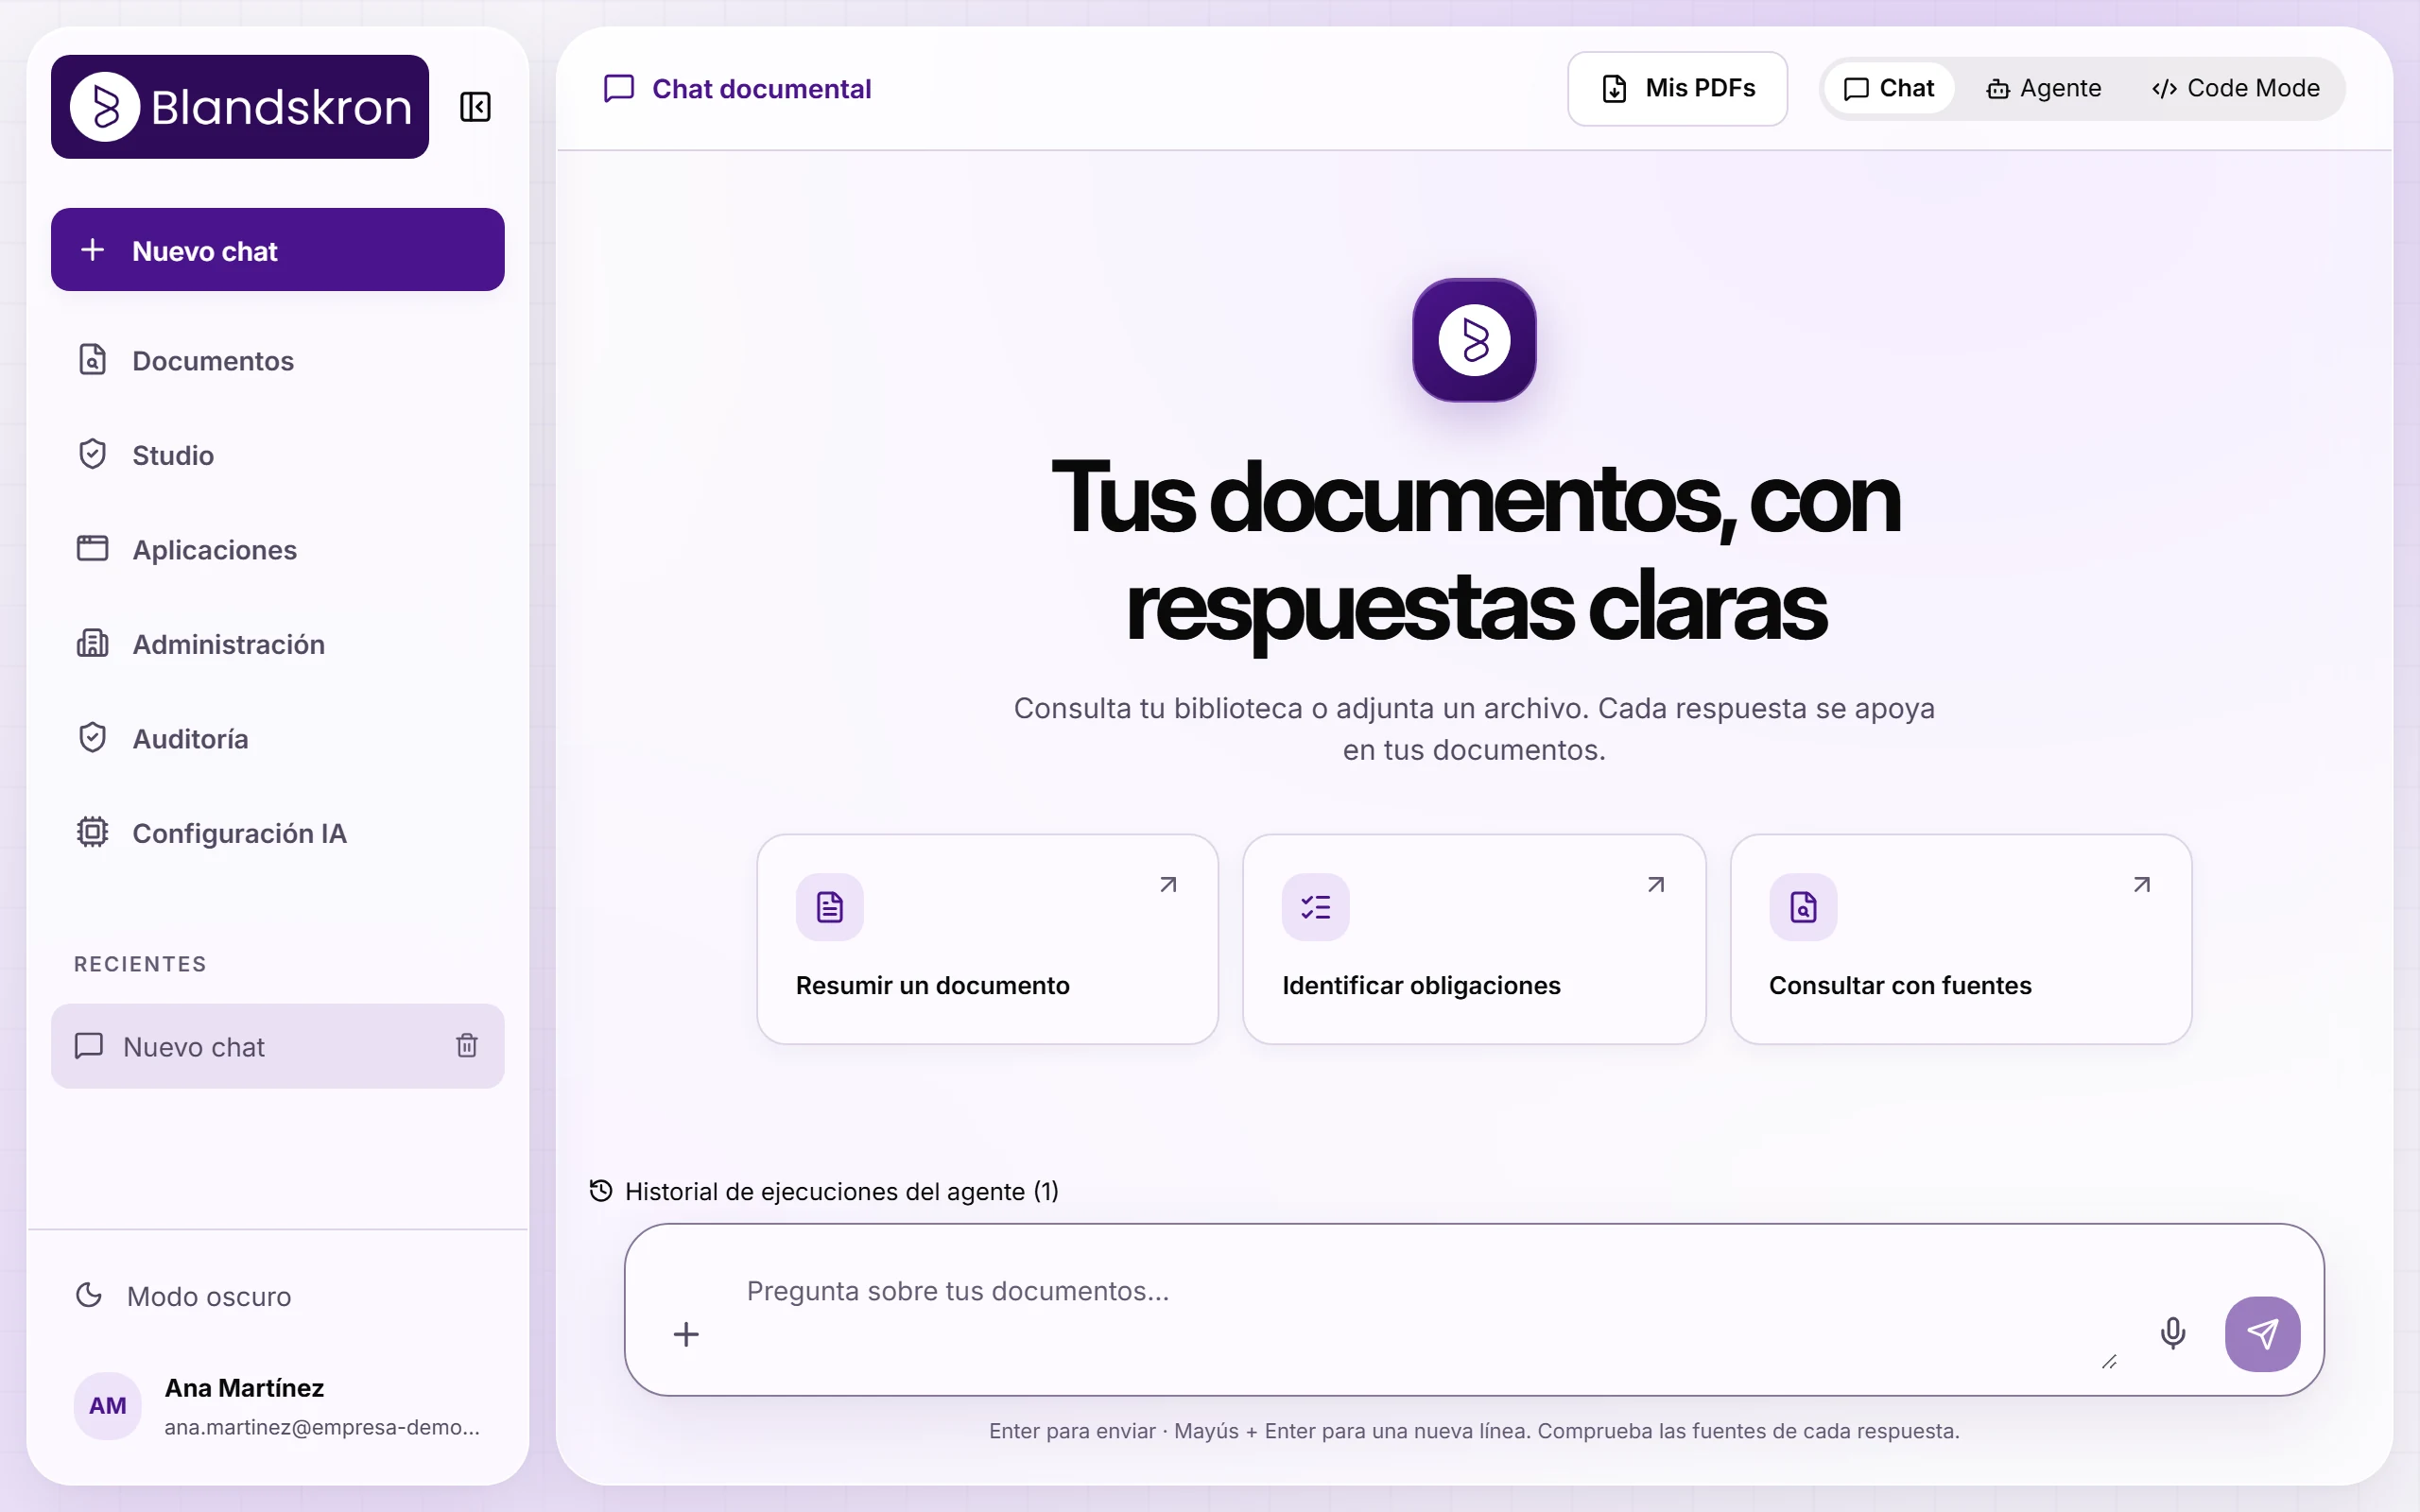 Blandskron
Nuevo chat
Documentos
Studio
Aplicaciones
Administración
Auditoría
Configuración IA
RECIENTES
Nuevo chat
Modo oscuro
AM
Ana Martínez
ana.martinez@empresa-demo...
Chat documental
Mis PDFs
Chat
Agente
Code Mode
Tus documentos, con
respuestas claras
Consulta tu biblioteca o adjunta un archivo. Cada respuesta se apoya
en tus documentos.
Resumir un documento
Identificar obligaciones
Consultar con fuentes
Historial de ejecuciones del agente (1)
Pregunta sobre tus documentos...
Enter para enviar · Mayús + Enter para una nueva línea. Comprueba las fuentes de cada respuesta.